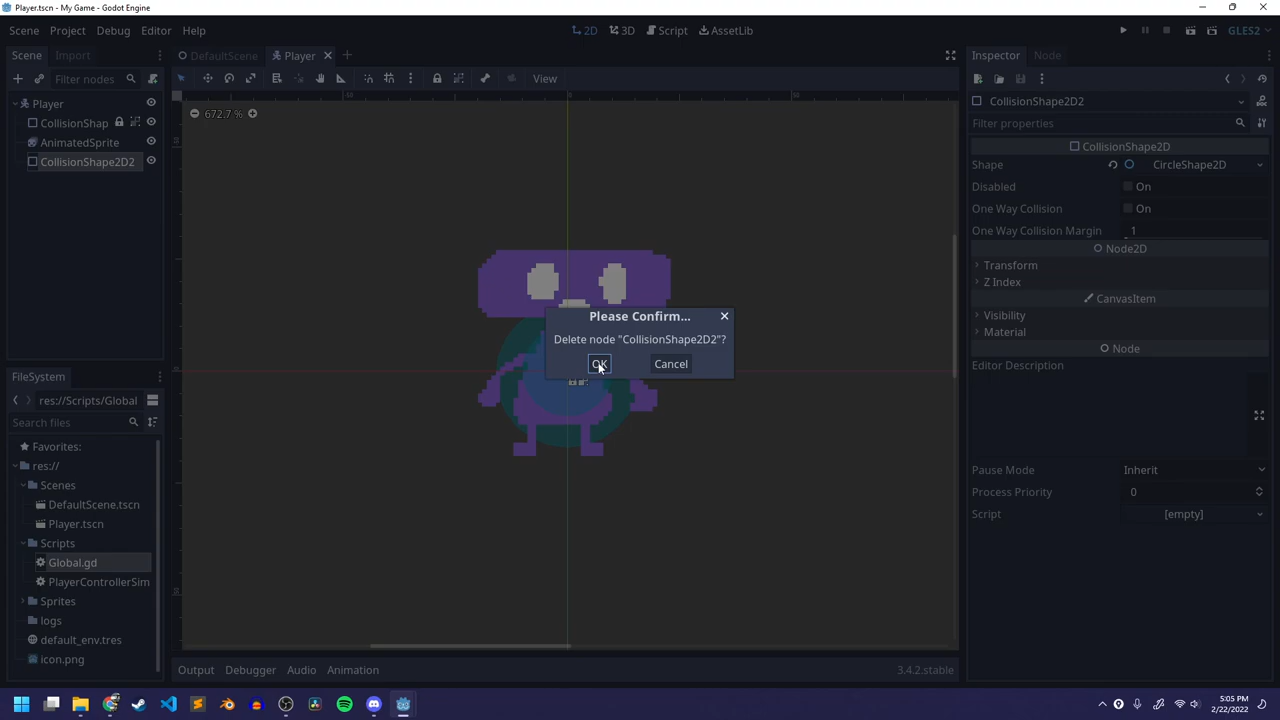 Player.tscn - My Game - Godot Engine
Scene Project Debug Editor Help
2D 3D Script AssetLib
GLES2
Scene Import
DefaultScene Player
Inspector Node
Filter nodes
View
Player
CollisionShap
AnimatedSprite
CollisionShape2D2
672.7 %
-50 0 50
CollisionShape2D2
Filter properties
CollisionShape2D
Shape CircleShape2D
Disabled On
One Way Collision On
One Way Collision Margin 1
Node2D
Transform
Z Index
CanvasItem
Visibility
Material
Node
Editor Description
Pause Mode Inherit
Process Priority 0
Script [empty]
Please Confirm...
Delete node "CollisionShape2D2"?
OK Cancel
FileSystem
res://Scripts/Global
Search files
Favorites:
res://
Scenes
DefaultScene.tscn
Player.tscn
Scripts
Global.gd
PlayerControllerSim
Sprites
logs
default_env.tres
icon.png
Output Debugger Audio Animation
3.4.2.stable
5:05 PM
2/22/2022